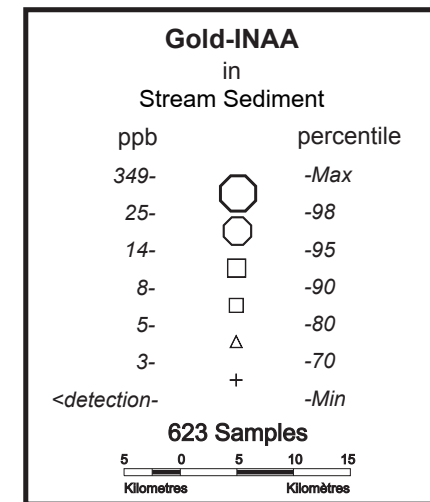 Gold-INAA
in
Stream Sediment
ppb percentile
349- -Max
25- -98
14- -95
8- -90
5- -80
3- -70
<detection- -Min
623 Samples
5 0 5 10 15
Kilometres Kilomètres